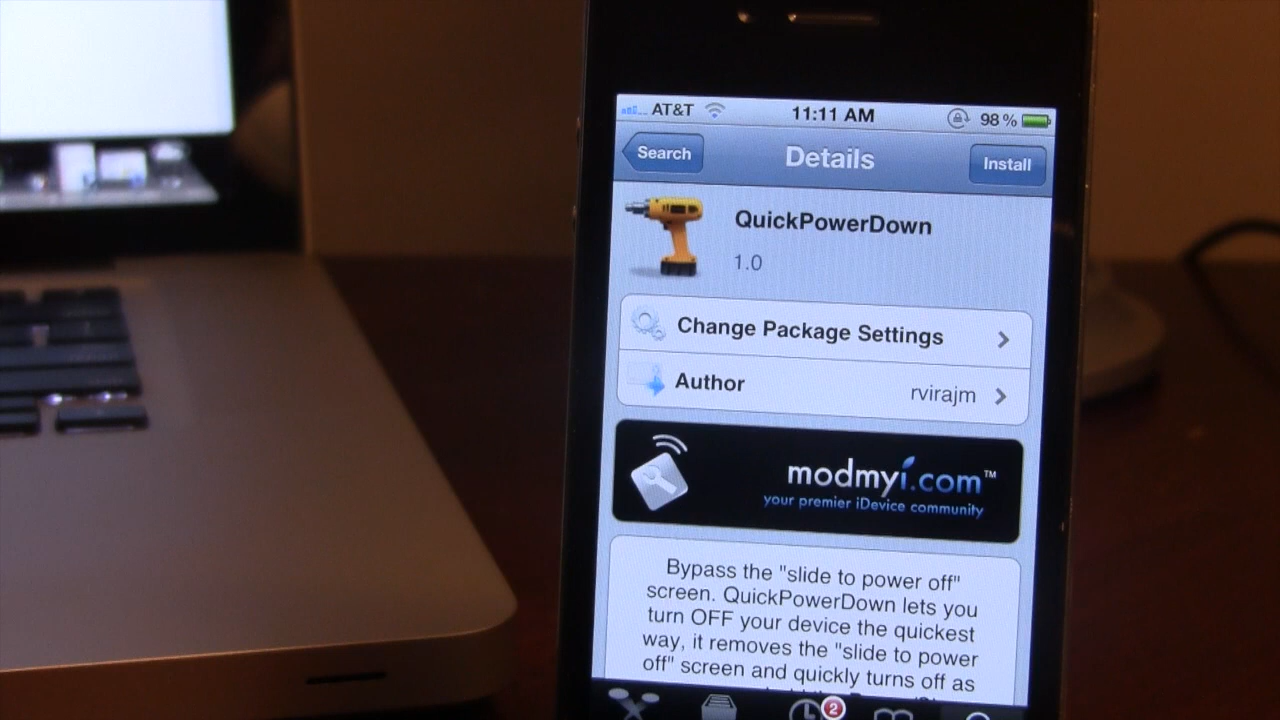 AT&T 11:11 AM 98%
Search Details Install
QuickPowerDown
1.0
Change Package Settings
Author rvirajm
modmyi.com™
your premier iDevice community
Bypass the "slide to power off"
screen. QuickPowerDown lets you
turn OFF your device the quickest
way, it removes the "slide to power
off" screen and quickly turns off as
2